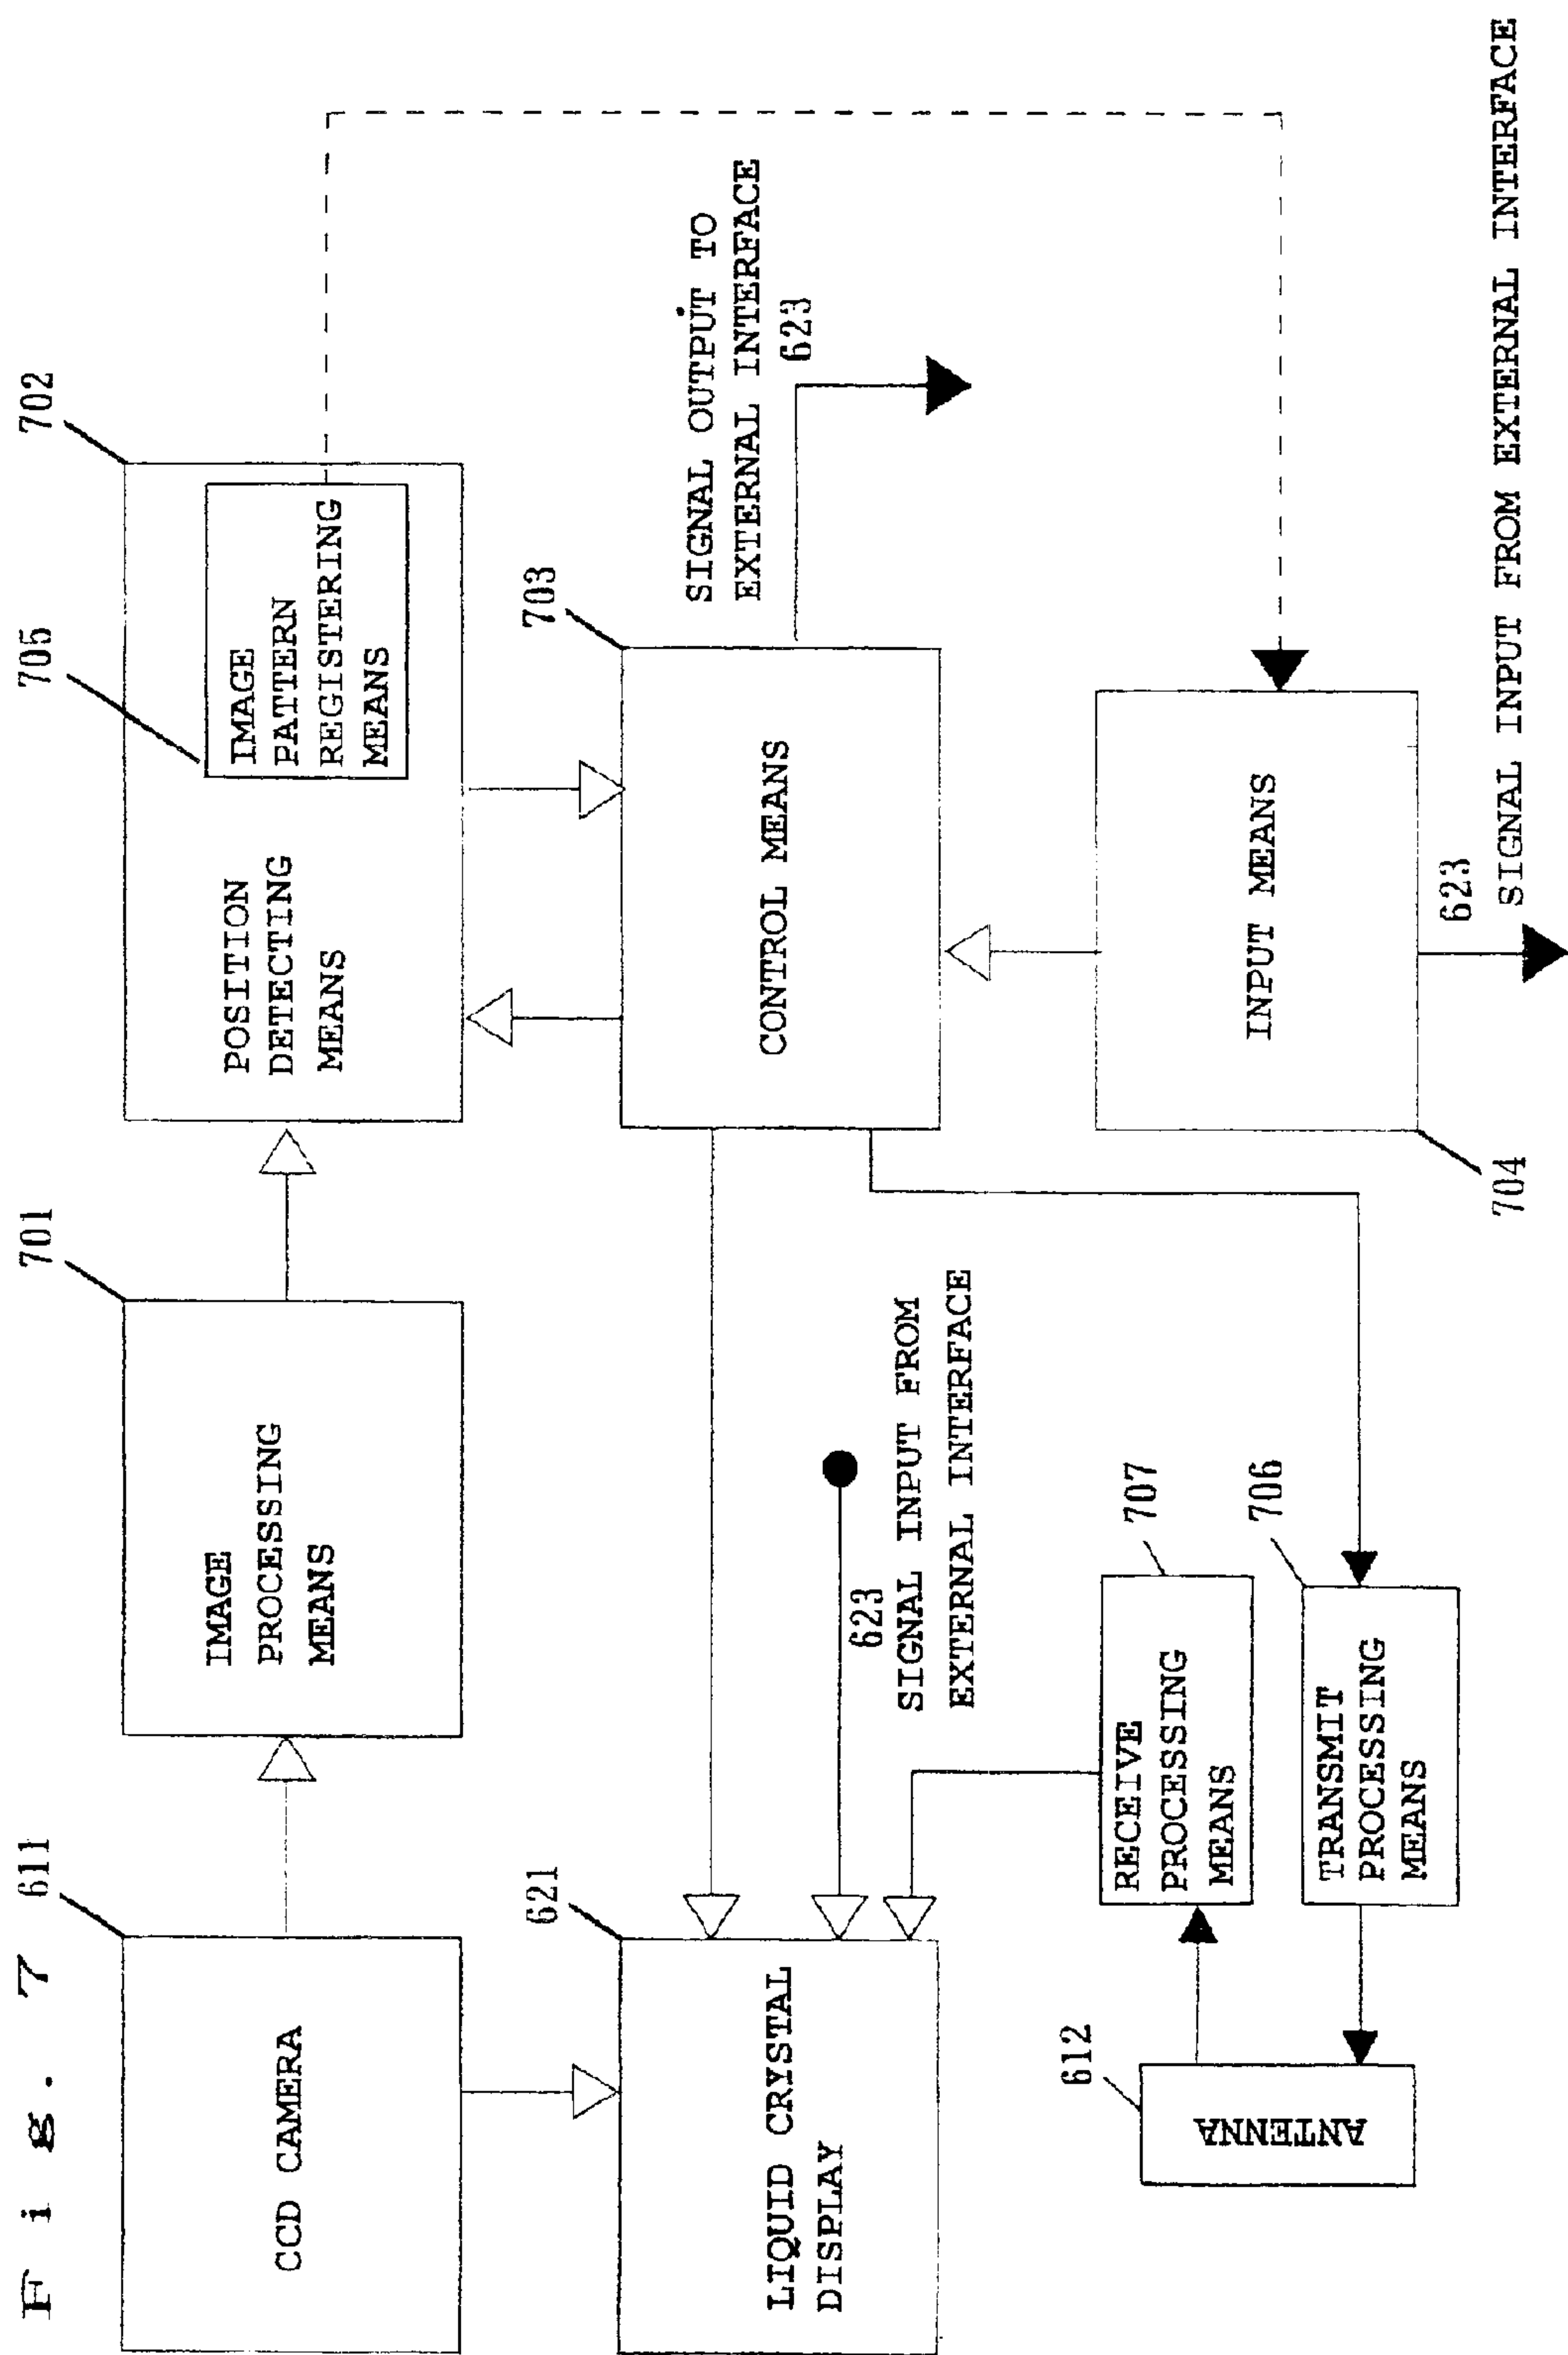 Fig. 7
611
CCD CAMERA
701
IMAGE
PROCESSING
MEANS
702
POSITION
DETECTING
MEANS
705
IMAGE
PATTERN
REGISTERING
MEANS
621
LIQUID CRYSTAL
DISPLAY
703
CONTROL MEANS
SIGNAL OUTPUT TO
EXTERNAL INTERFACE
623
623
SIGNAL INPUT FROM
EXTERNAL INTERFACE
612
ANTENNA
707
RECEIVE
PROCESSING
MEANS
706
TRANSMIT
PROCESSING
MEANS
INPUT MEANS
704
623
SIGNAL INPUT FROM EXTERNAL INTERFACE